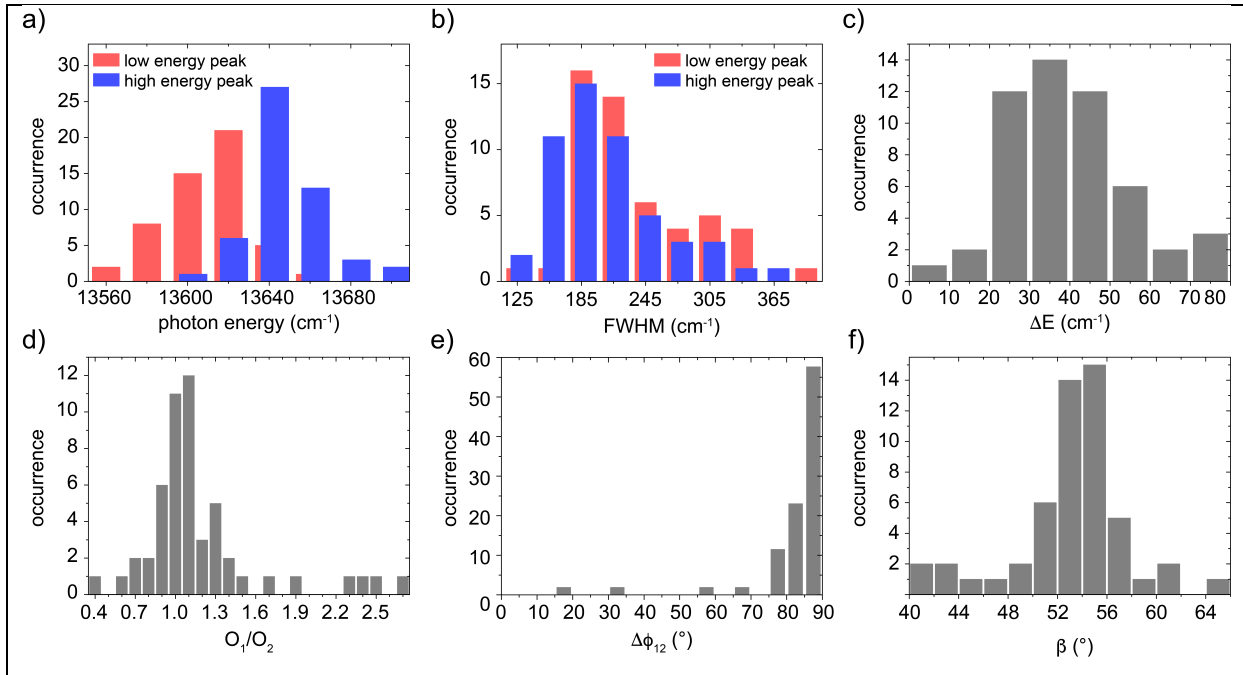 a)
low energy peak
high energy peak
30
25
20
15
10
5
0
occurrence
13560 13600 13640 13680
photon energy (cm⁻¹)
b)
low energy peak
high energy peak
15
10
5
0
occurrence
125 185 245 305 365
FWHM (cm⁻¹)
c)
14
12
10
8
6
4
2
0
occurrence
0 10 20 30 40 50 60 70 80
ΔE (cm⁻¹)
d)
12
10
8
6
4
2
0
occurrence
0.4 0.7 1.0 1.3 1.6 1.9 2.2 2.5
O₁/O₂
e)
60
50
40
30
20
10
0
occurrence
0 10 20 30 40 50 60 70 80 90
Δϕ₁₂ (°)
f)
14
12
10
8
6
4
2
occurrence
40 44 48 52 56 60 64
β (°)